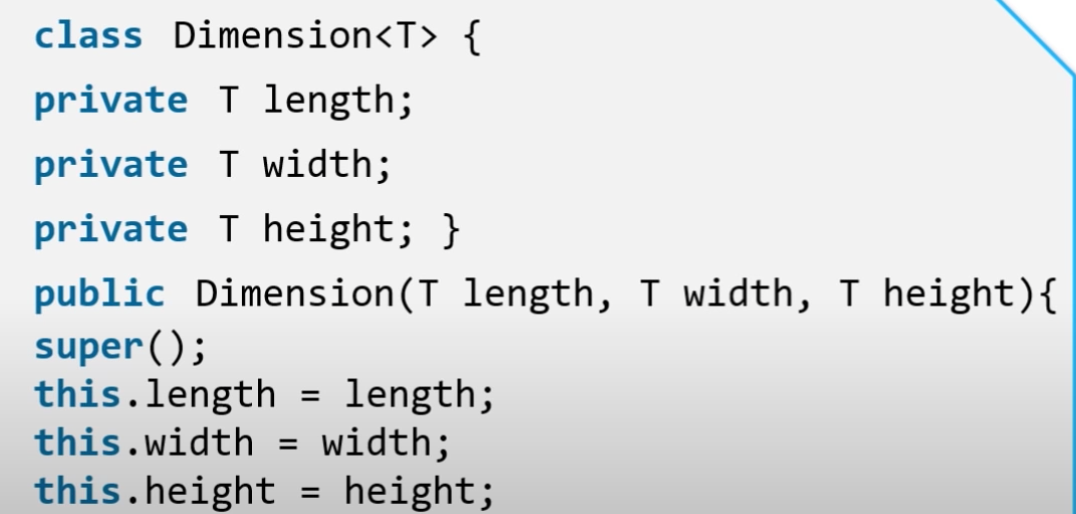 class Dimension<T> {
private T length;
private T width;
private T height; }
public Dimension(T length, T width, T height){
super();
this.length = length;
this.width = width;
this.height = height;